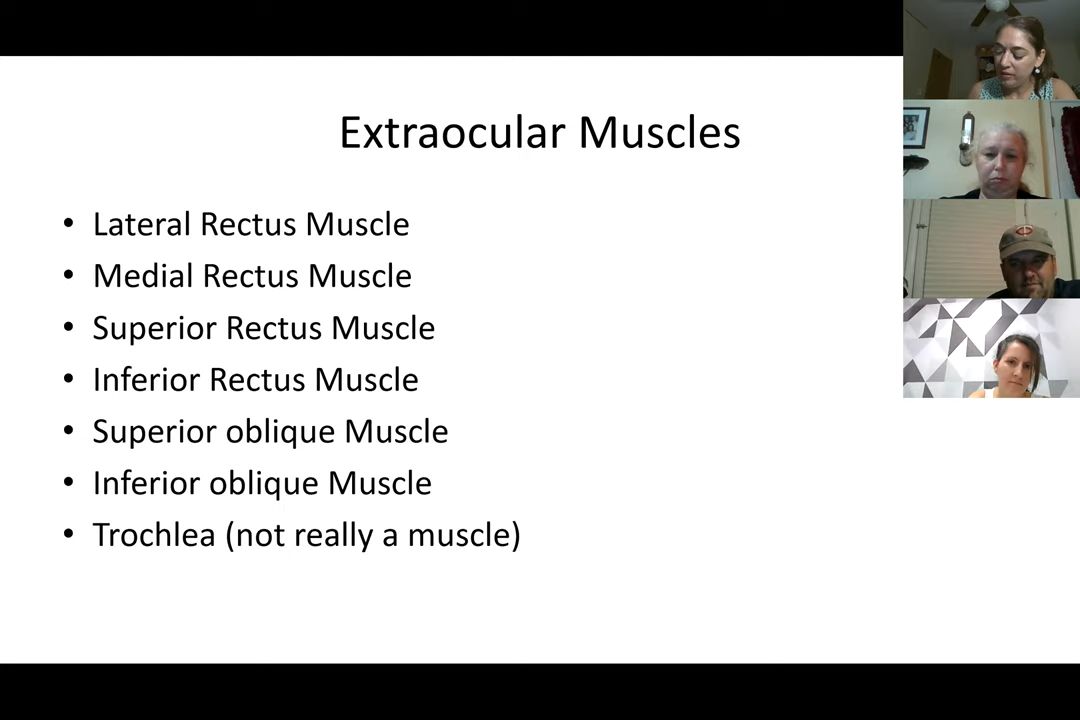 Extraocular Muscles
• Lateral Rectus Muscle
• Medial Rectus Muscle
• Superior Rectus Muscle
• Inferior Rectus Muscle
• Superior oblique Muscle
• Inferior oblique Muscle
• Trochlea (not really a muscle)